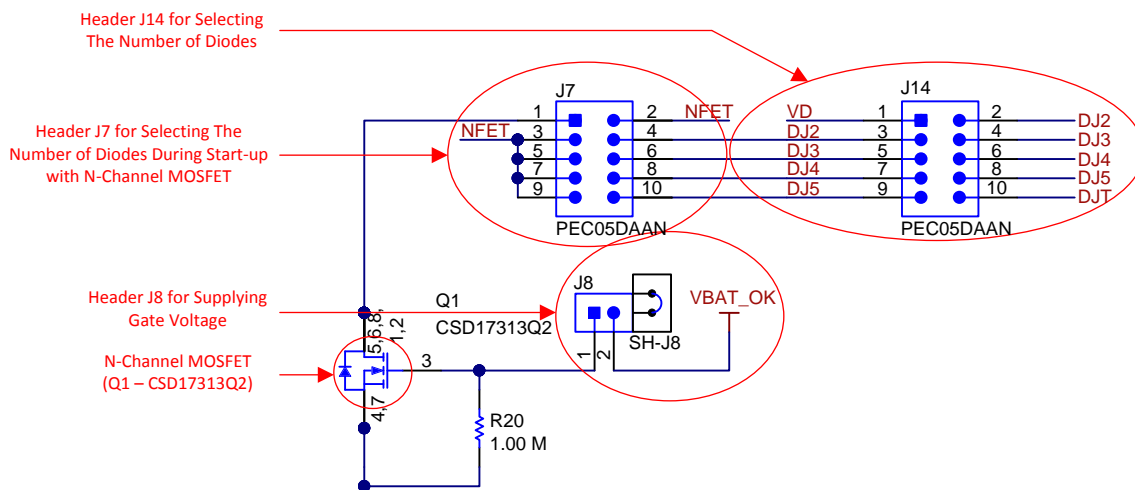 Header J14 for Selecting
The Number of Diodes
J7
J14
1
2
NFET
VD
1
2
DJ2
NFET
3
4
DJ2
3
4
DJ3
5
6
DJ3
5
6
DJ4
7
8
DJ4
7
8
DJ5
9
10
DJ5
9
10
DJT
PEC05DAAN
PEC05DAAN
Header J7 for Selecting The
Number of Diodes During Start-up
with N-Channel MOSFET
Header J8 for Supplying
Gate Voltage
J8
VBAT_OK
SH-J8
1
2
Q1
CSD17313Q2
5,6,8,
1,2
3
4,7
N-Channel MOSFET
(Q1 – CSD17313Q2)
R20
1.00 M